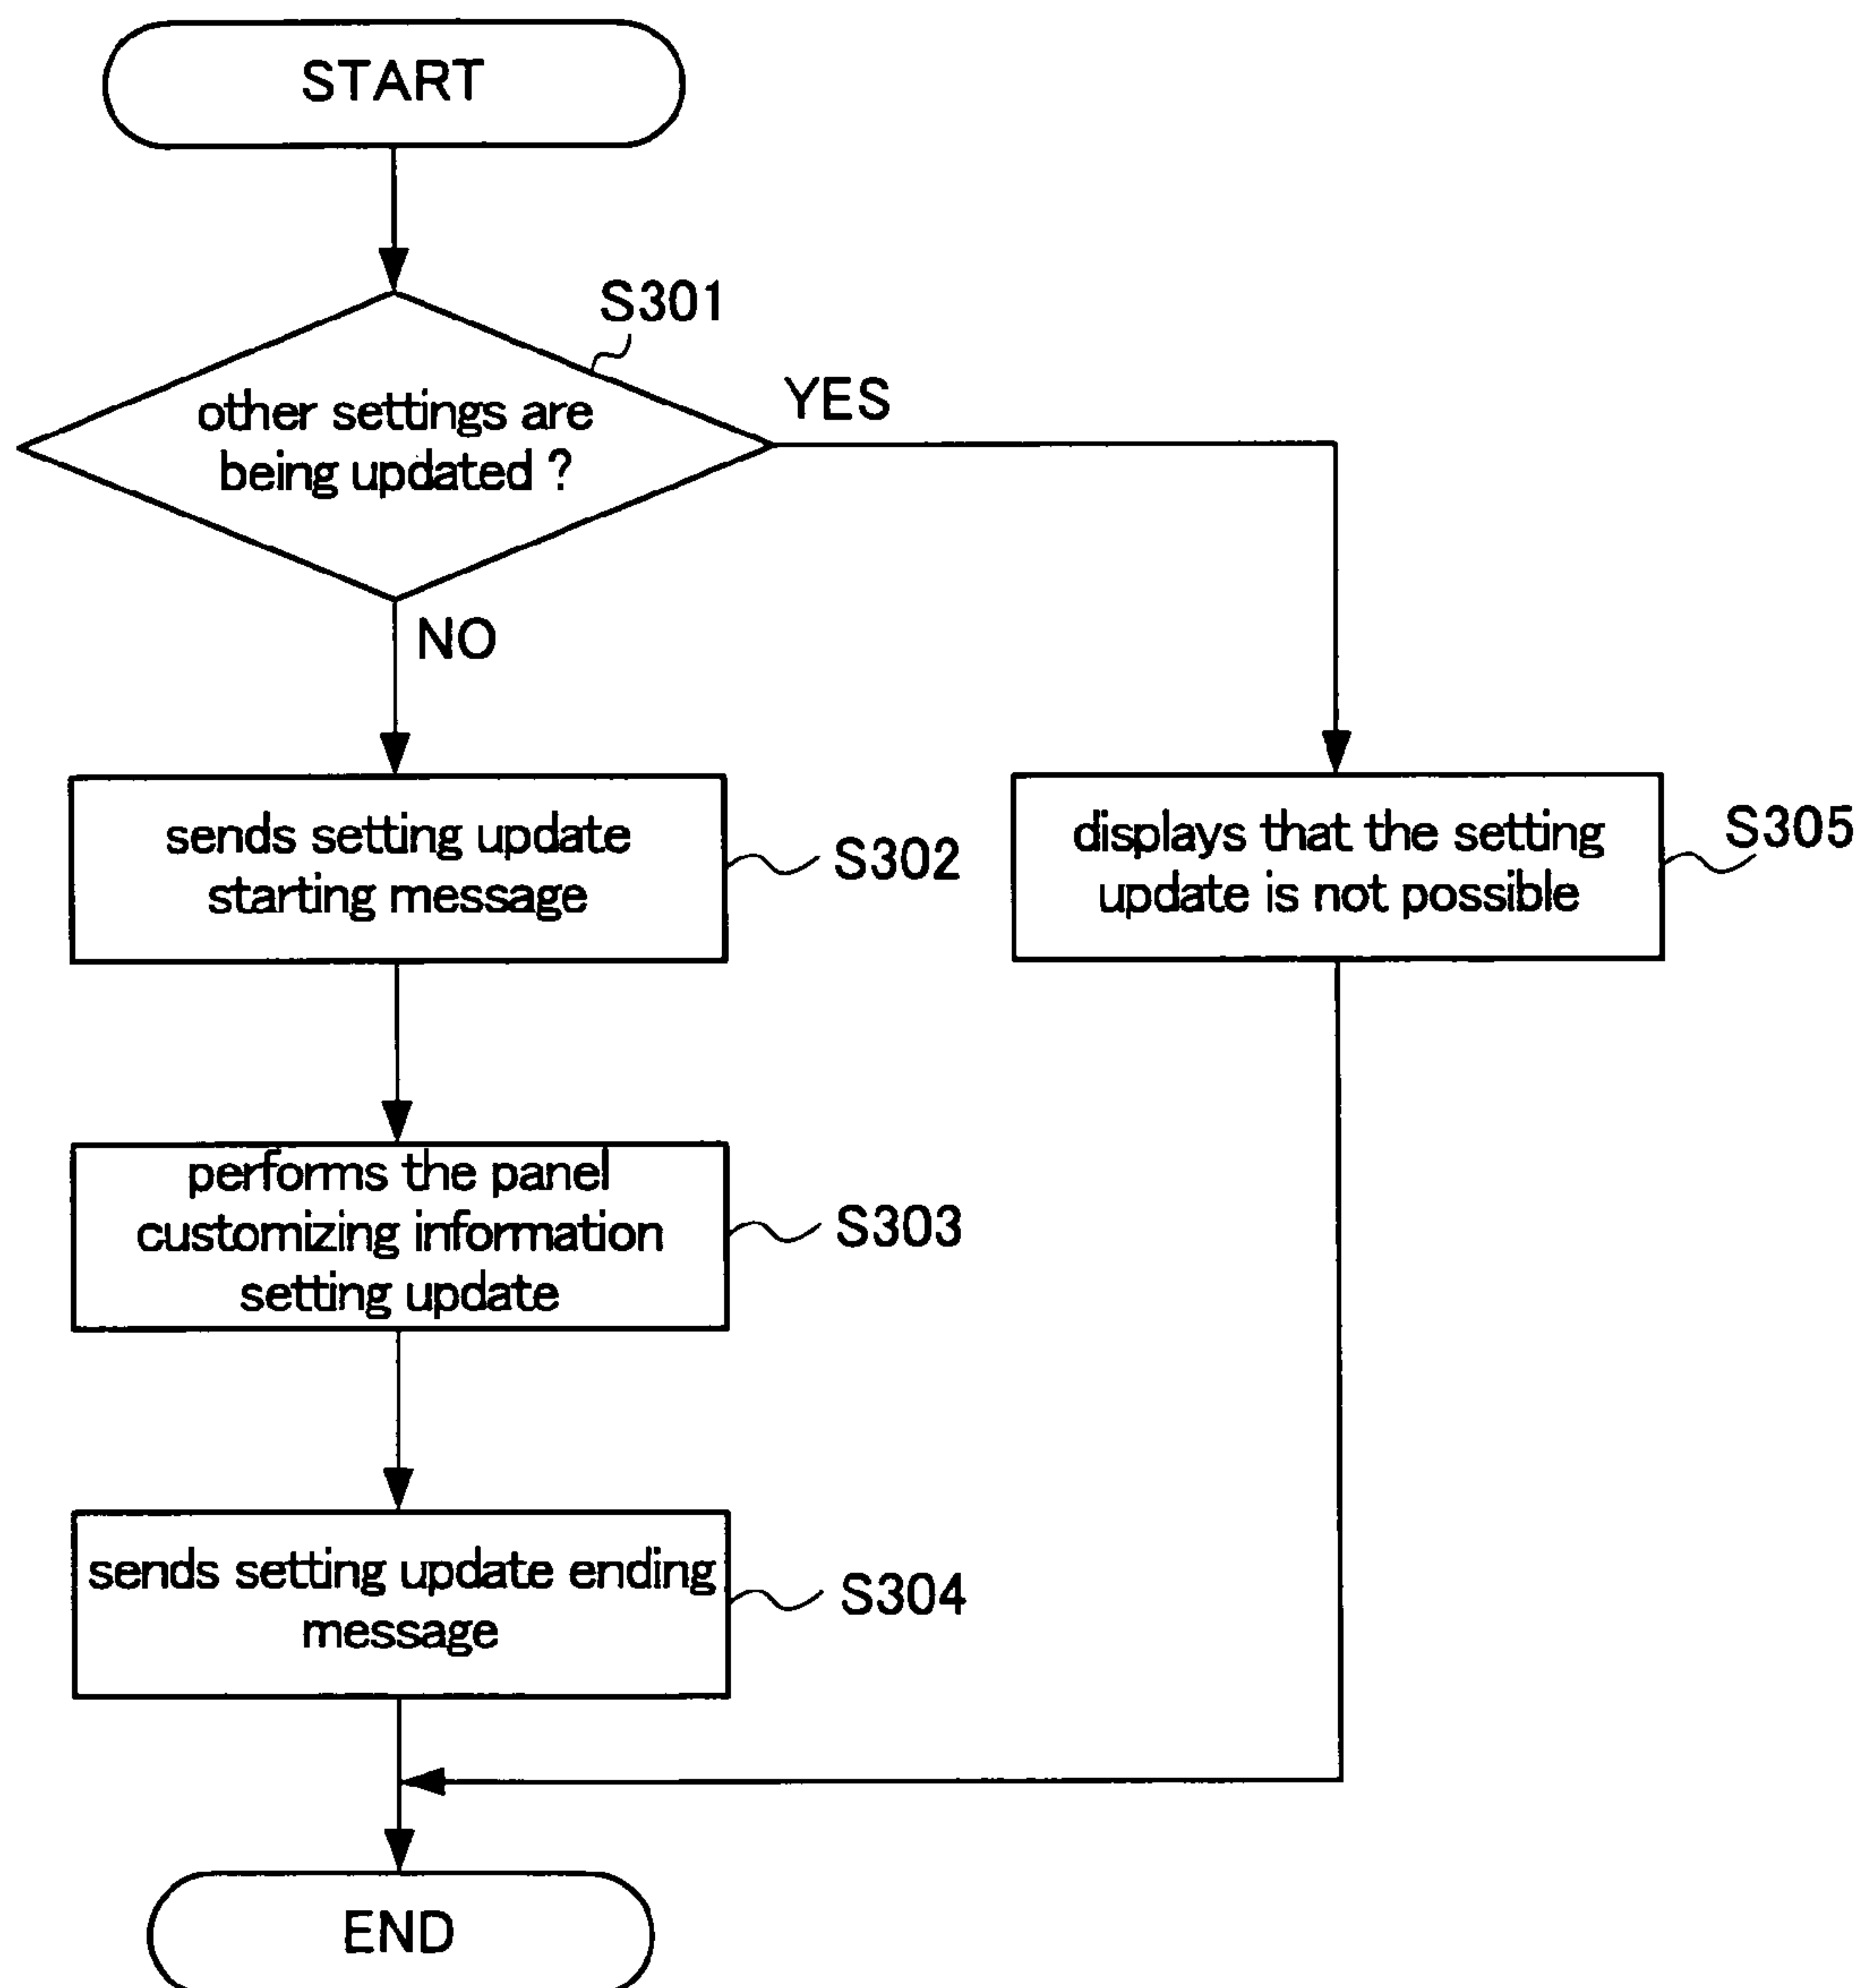 START
S301
other settings are
being updated ?
YES
NO
sends setting update
starting message
S302
displays that the setting
update is not possible
S305
performs the panel
customizing information
setting update
S303
sends setting update ending
message
S304
END